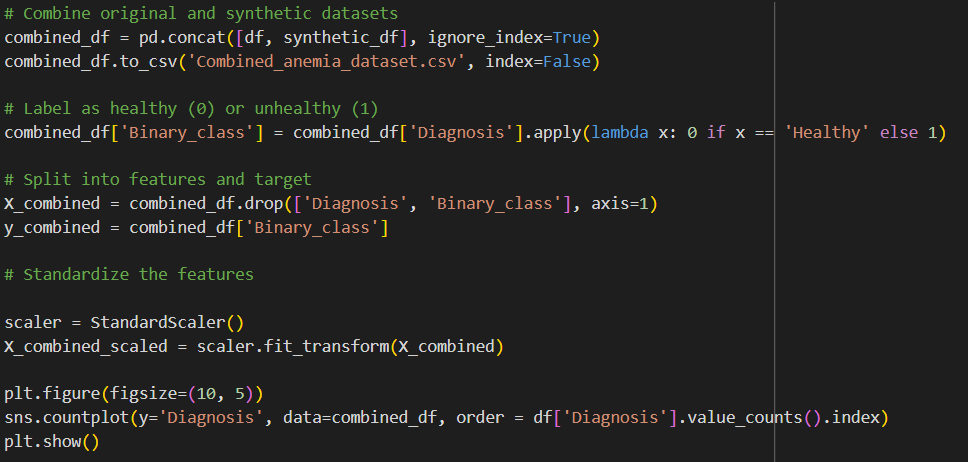 # Combine original and synthetic datasets
combined_df = pd.concat([df, synthetic_df], ignore_index=True)
combined_df.to_csv('Combined_anemia_dataset.csv', index=False)
# Label as healthy (0) or unhealthy (1)
combined_df['Binary_class'] = combined_df['Diagnosis'].apply(lambda x: 0 if x == 'Healthy' else 1)
# Split into features and target
X_combined = combined_df.drop(['Diagnosis', 'Binary_class'], axis=1)
y_combined = combined_df['Binary_class']
# Standardize the features
scaler = StandardScaler()
X_combined_scaled = scaler.fit_transform(X_combined)
plt.figure(figsize=(10, 5))
sns.countplot(y='Diagnosis', data=combined_df, order = df['Diagnosis'].value_counts().index)
plt.show()